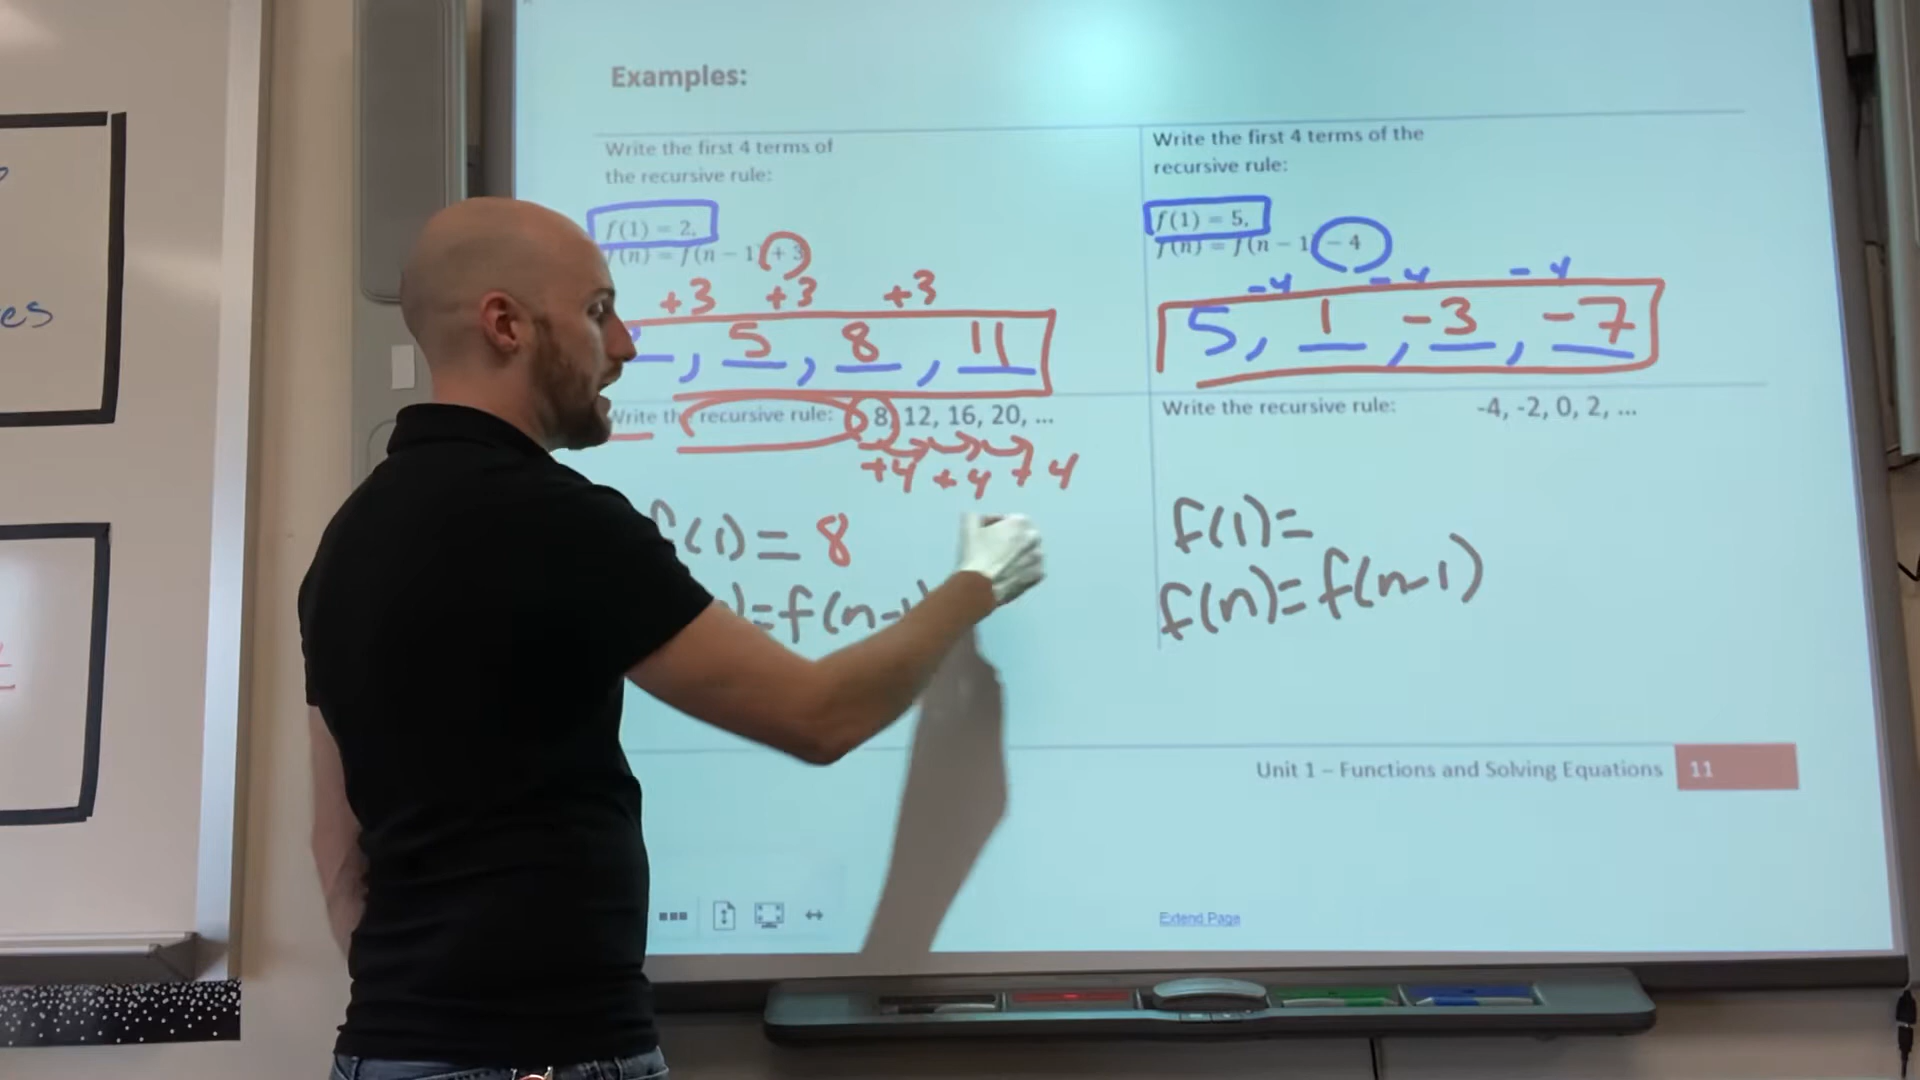 es
Examples:
Write the first 4 terms of
the recursive rule:
f(1) = 2,
f(n) = f(n - 1) + 3
+3 +3 +3
, 5, 8, 11
Write the recursive rule: 8, 12, 16, 20, ...
+4 +4 +4
f(1)= 8
)=f(n-1)
Write the first 4 terms of the
recursive rule:
f(1) = 5,
f(n) = f(n - 1) - 4
-4 -4 -4
5, 1, -3, -7
Write the recursive rule: -4, -2, 0, 2, ...
f(1)=
f(n)=f(n-1)
Unit 1 – Functions and Solving Equations 11
Extend Page